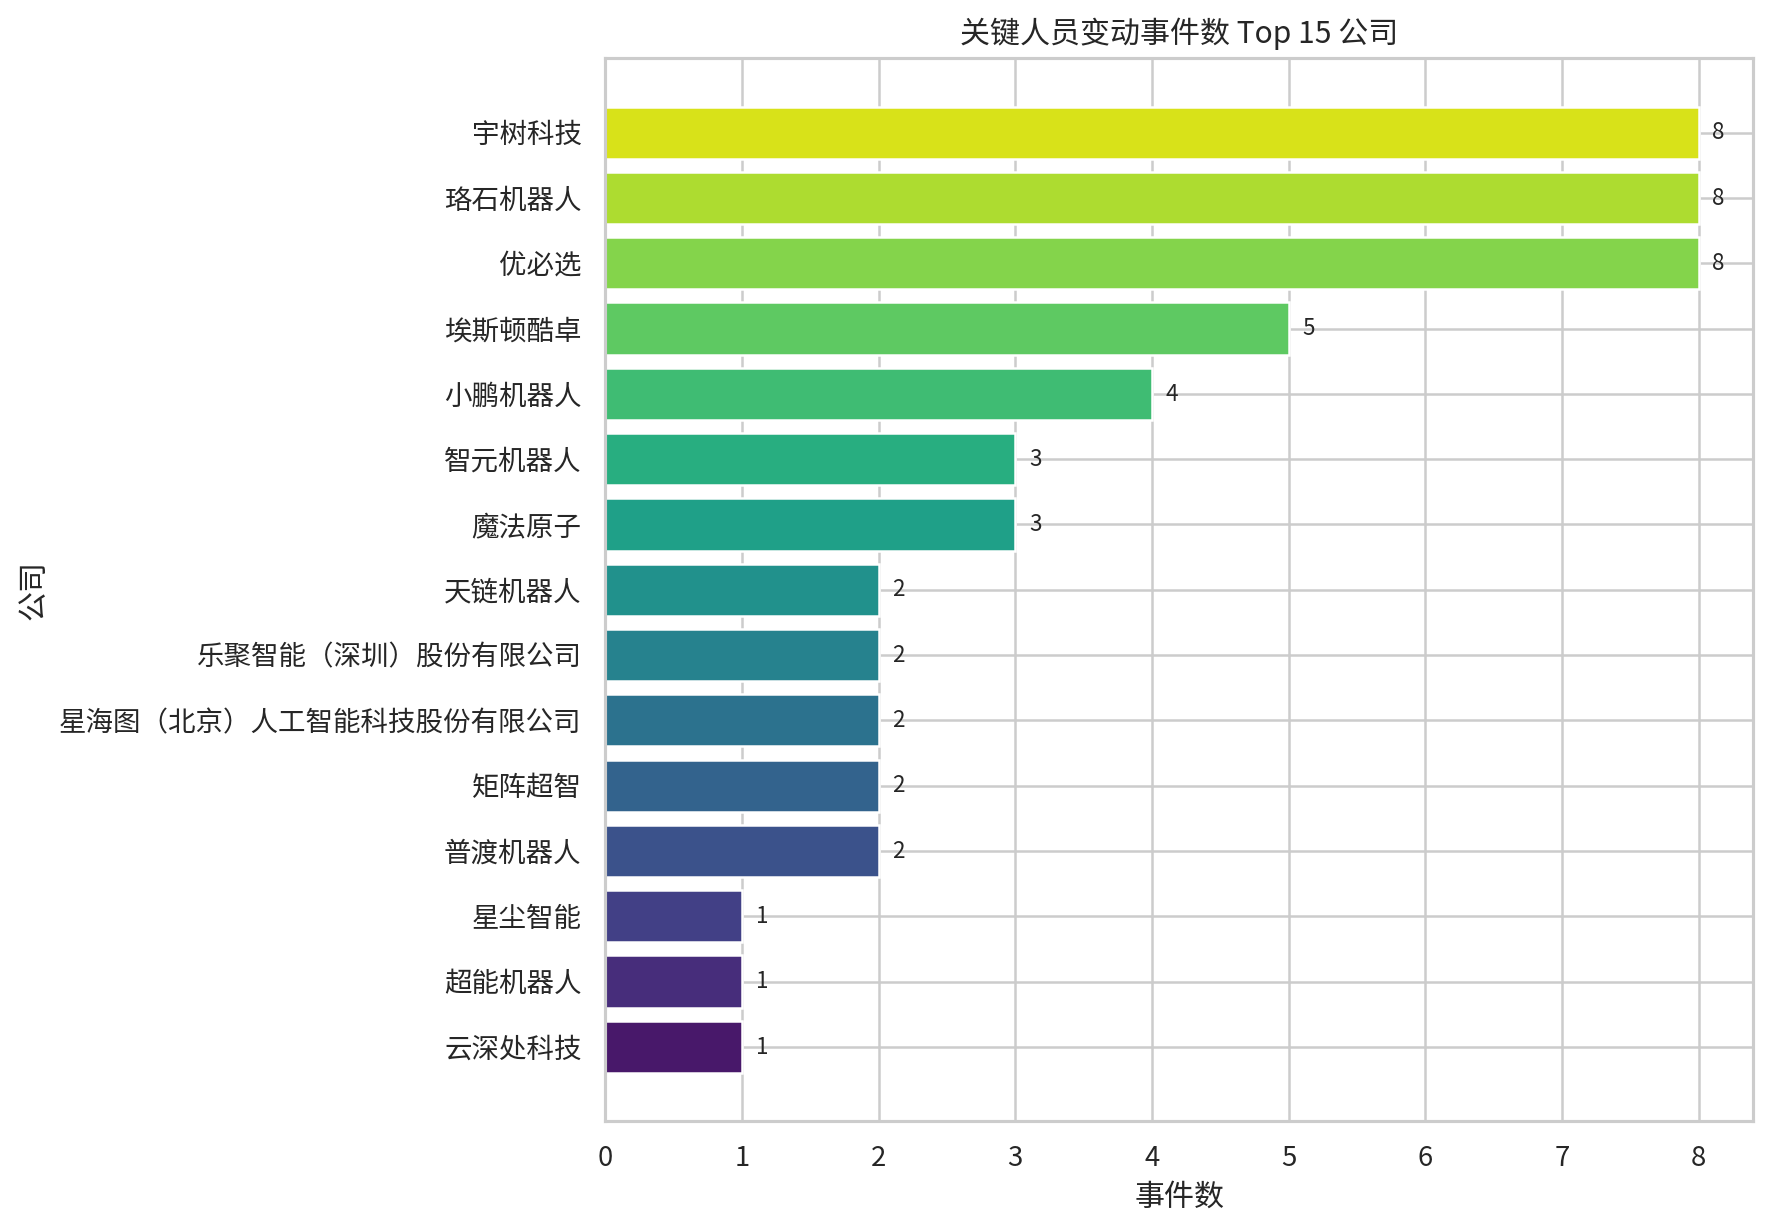 关键人员变动事件数 Top 15 公司
公司
宇树科技 8
珞石机器人 8
优必选 8
埃斯顿酷卓 5
小鹏机器人 4
智元机器人 3
魔法原子 3
天链机器人 2
乐聚智能（深圳）股份有限公司 2
星海图（北京）人工智能科技股份有限公司 2
矩阵超智 2
普渡机器人 2
星尘智能 1
超能机器人 1
云深处科技 1
0 1 2 3 4 5 6 7 8
事件数